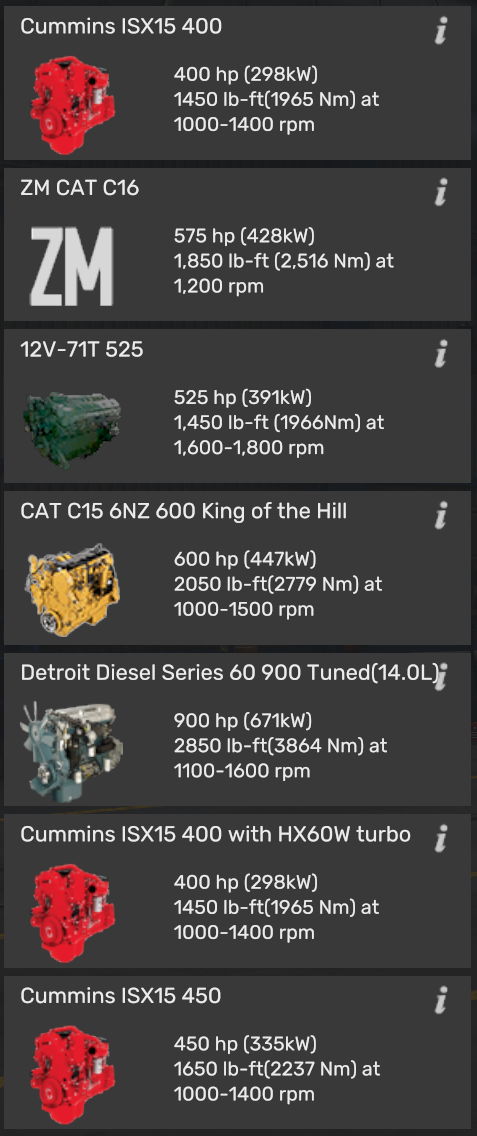 Cummins ISX15 400
i
400 hp (298kW)
1450 lb-ft(1965 Nm) at
1000-1400 rpm
ZM CAT C16
i
ZM
575 hp (428kW)
1,850 lb-ft (2,516 Nm) at
1,200 rpm
12V-71T 525
i
525 hp (391kW)
1,450 lb-ft (1966Nm) at
1,600-1,800 rpm
CAT C15 6NZ 600 King of the Hill
i
600 hp (447kW)
2050 lb-ft(2779 Nm) at
1000-1500 rpm
Detroit Diesel Series 60 900 Tuned(14.0L)
i
900 hp (671kW)
2850 lb-ft(3864 Nm) at
1100-1600 rpm
Cummins ISX15 400 with HX60W turbo
i
400 hp (298kW)
1450 lb-ft(1965 Nm) at
1000-1400 rpm
Cummins ISX15 450
i
450 hp (335kW)
1650 lb-ft(2237 Nm) at
1000-1400 rpm